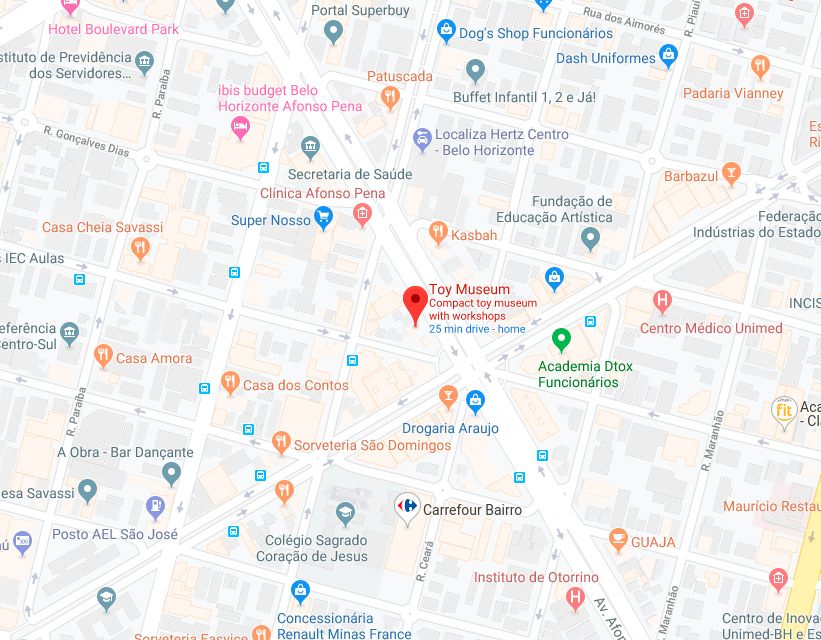 Portal Superbuy
Rua dos Aimorés
R. Piauí
Hotel Boulevard Park
Dog's Shop Funcionários
stituto de Previdência
dos Servidores...
Dash Uniformes
Patuscada
R. Paraíba
ibis budget Belo
Horizonte Afonso Pena
Buffet Infantil 1, 2 e Já!
Padaria Vianney
R. Gonçalves Dias
Localiza Hertz Centro
- Belo Horizonte
Es
Ri
Secretaria de Saúde
Barbazul
Clínica Afonso Pena
Super Nosso
Fundação de
Educação Artística
Federação
Indústrias do Estado
Casa Cheia Savassi
Kasbah
s IEC Aulas
Toy Museum
Compact toy museum
with workshops
25 min drive - home
INCIS
Centro Médico Unimed
eferência
Centro-Sul
Casa Amora
Academia Dtox
Funcionários
Casa dos Contos
R. Paraíba
smart
fit
Aca
- Cla
Drogaria Araujo
R. Maranhão
Sorveteria São Domingos
A Obra - Bar Dançante
esa Savassi
Carrefour Bairro
Maurício Restau
Posto AEL São José
Colégio Sagrado
Coração de Jesus
ú
GUAJA
R. Ceará
Instituto de Otorrino
Av. Afon
R. Maranhão
Concessionária
Renault Minas France
Centro de Inova
Unimed-BH e Es
Sorveteria Easyice